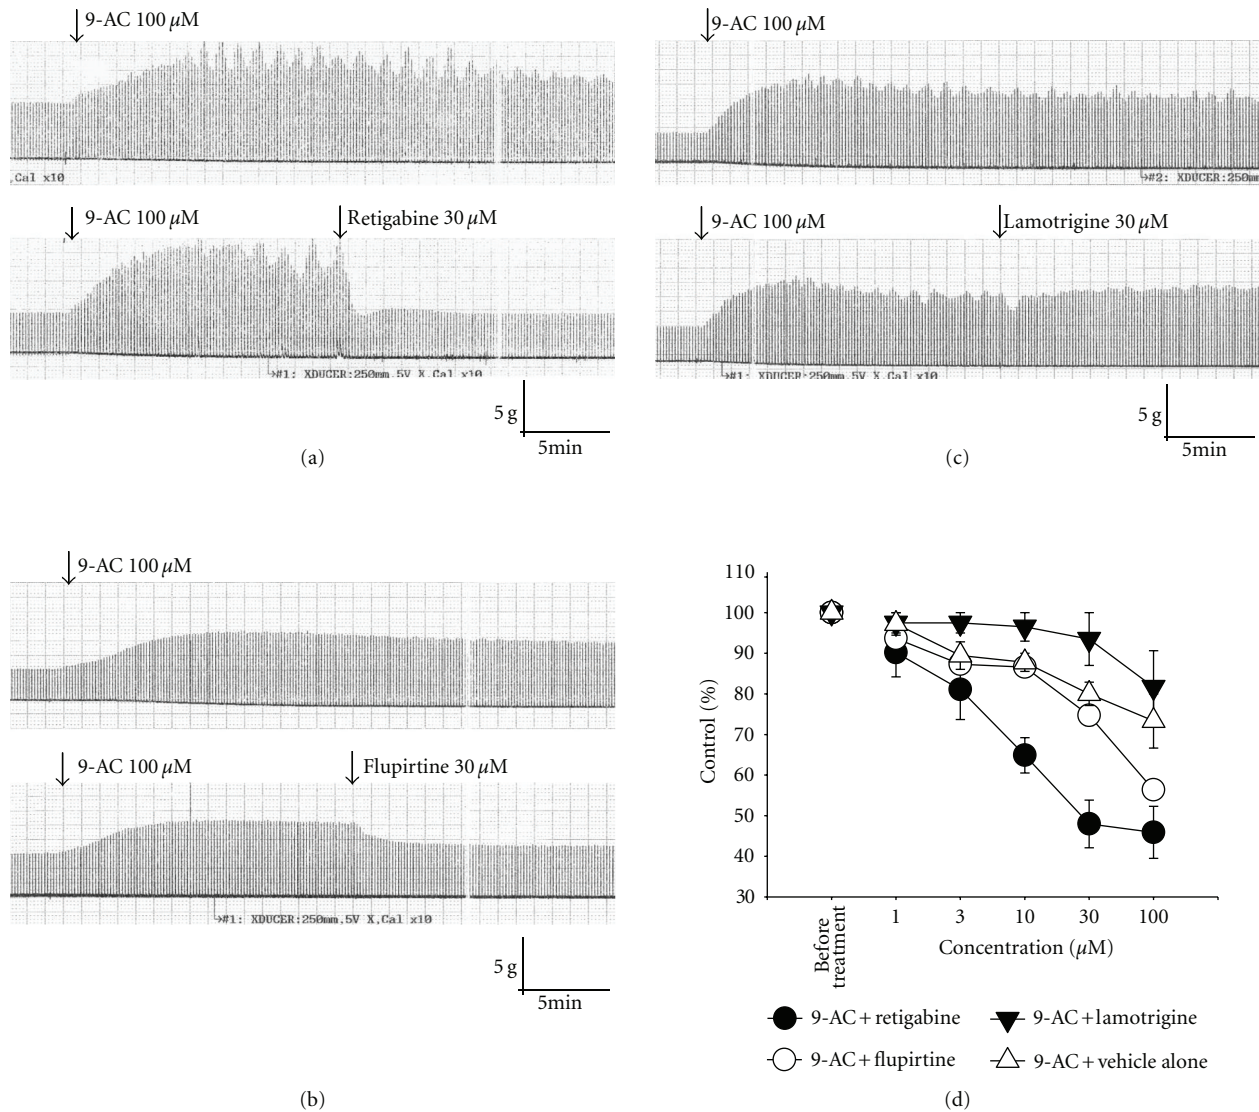 9-AC 100 μM
,Cal x10
9-AC 100 μM
Retigabine 30 μM
→#1: XDUCER:250mm,5V X,Cal x10
5 g
5min
(a)
9-AC 100 μM
→#2: XDUCER:250mm
9-AC 100 μM
Lamotrigine 30 μM
→#1: XDUCER:250mm,5V X,Cal x10
5 g
5min
(c)
9-AC 100 μM
9-AC 100 μM
Flupirtine 30 μM
→#1: XDUCER:250mm,5V X,Cal x10
5 g
5min
(b)
110
100
90
80
70
60
50
40
30
Control (%)
Before
treatment
1 3 10 30 100
Concentration (μM)
9-AC + retigabine
9-AC + lamotrigine
9-AC + flupirtine
9-AC + vehicle alone
(d)